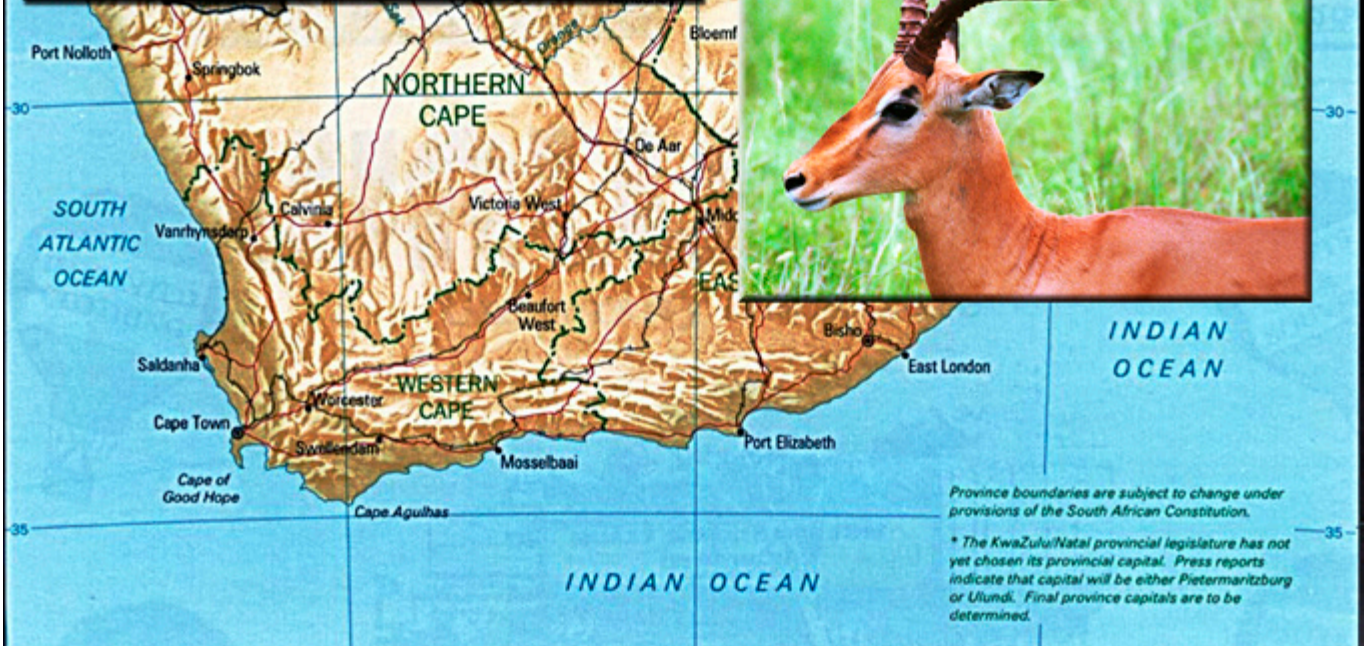 Orange
Bloemf
Port Nolloth
Springbok
30
NORTHERN
CAPE
30
De Aar
SOUTH
ATLANTIC
OCEAN
Calvinia
Victoria West
Vanrhynsdorp
Midd
EAS
Beaufort
West
Bisho
INDIAN
OCEAN
Saldanha
East London
WESTERN
CAPE
Worcester
Cape Town
Swellendam
Port Elizabeth
Mosselbaai
Cape of
Good Hope
Cape Agulhas
Province boundaries are subject to change under
provisions of the South African Constitution.
35
35
* The KwaZulu/Natal provincial legislature has not
yet chosen its provincial capital. Press reports
indicate that capital will be either Pietermaritzburg
or Ulundi. Final province capitals are to be
determined.
INDIAN OCEAN